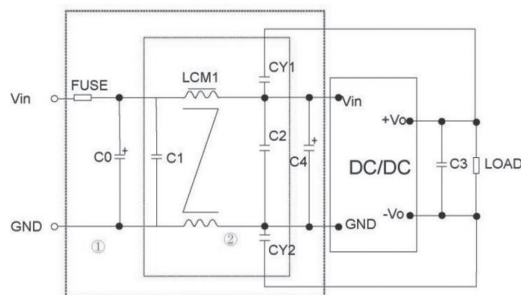 CY1
FUSE
LCM1
Vin
Vin
+Vo
C0
+
C1
C2
C4
+
DC/DC
C3
LOAD
GND
GND
-Vo
①
②
CY2